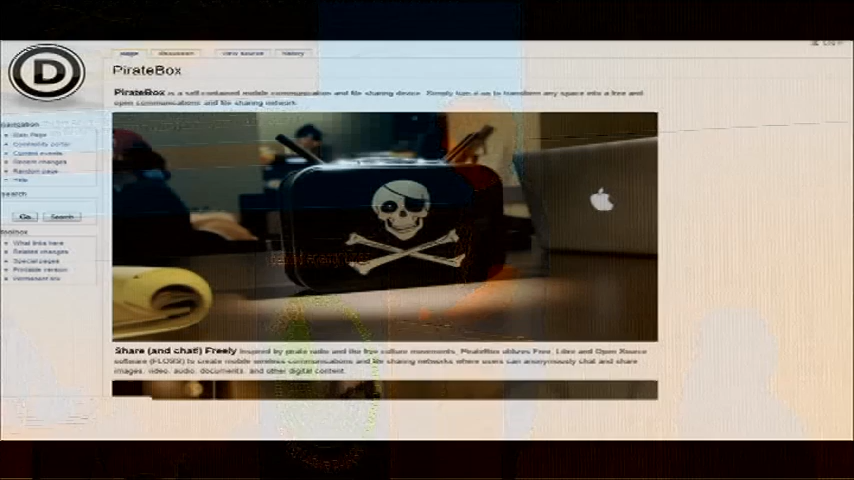 D
page discussion view source history
Log in
PirateBox
PirateBox is a self-contained mobile communication and file sharing device. Simply turn it on to transform any space into a free and
open communications and file sharing network.
navigation
Main Page
Community portal
Current events
Recent changes
Random page
Help
search
Go Search
toolbox
What links here
Related changes
Special pages
Printable version
Permanent link
Share (and chat!) Freely Inspired by pirate radio and the free culture movements, PirateBox utilizes Free, Libre and Open Source
software (FLOSS) to create mobile wireless communications and file sharing networks where users can anonymously chat and share
images, video, audio, documents, and other digital content.